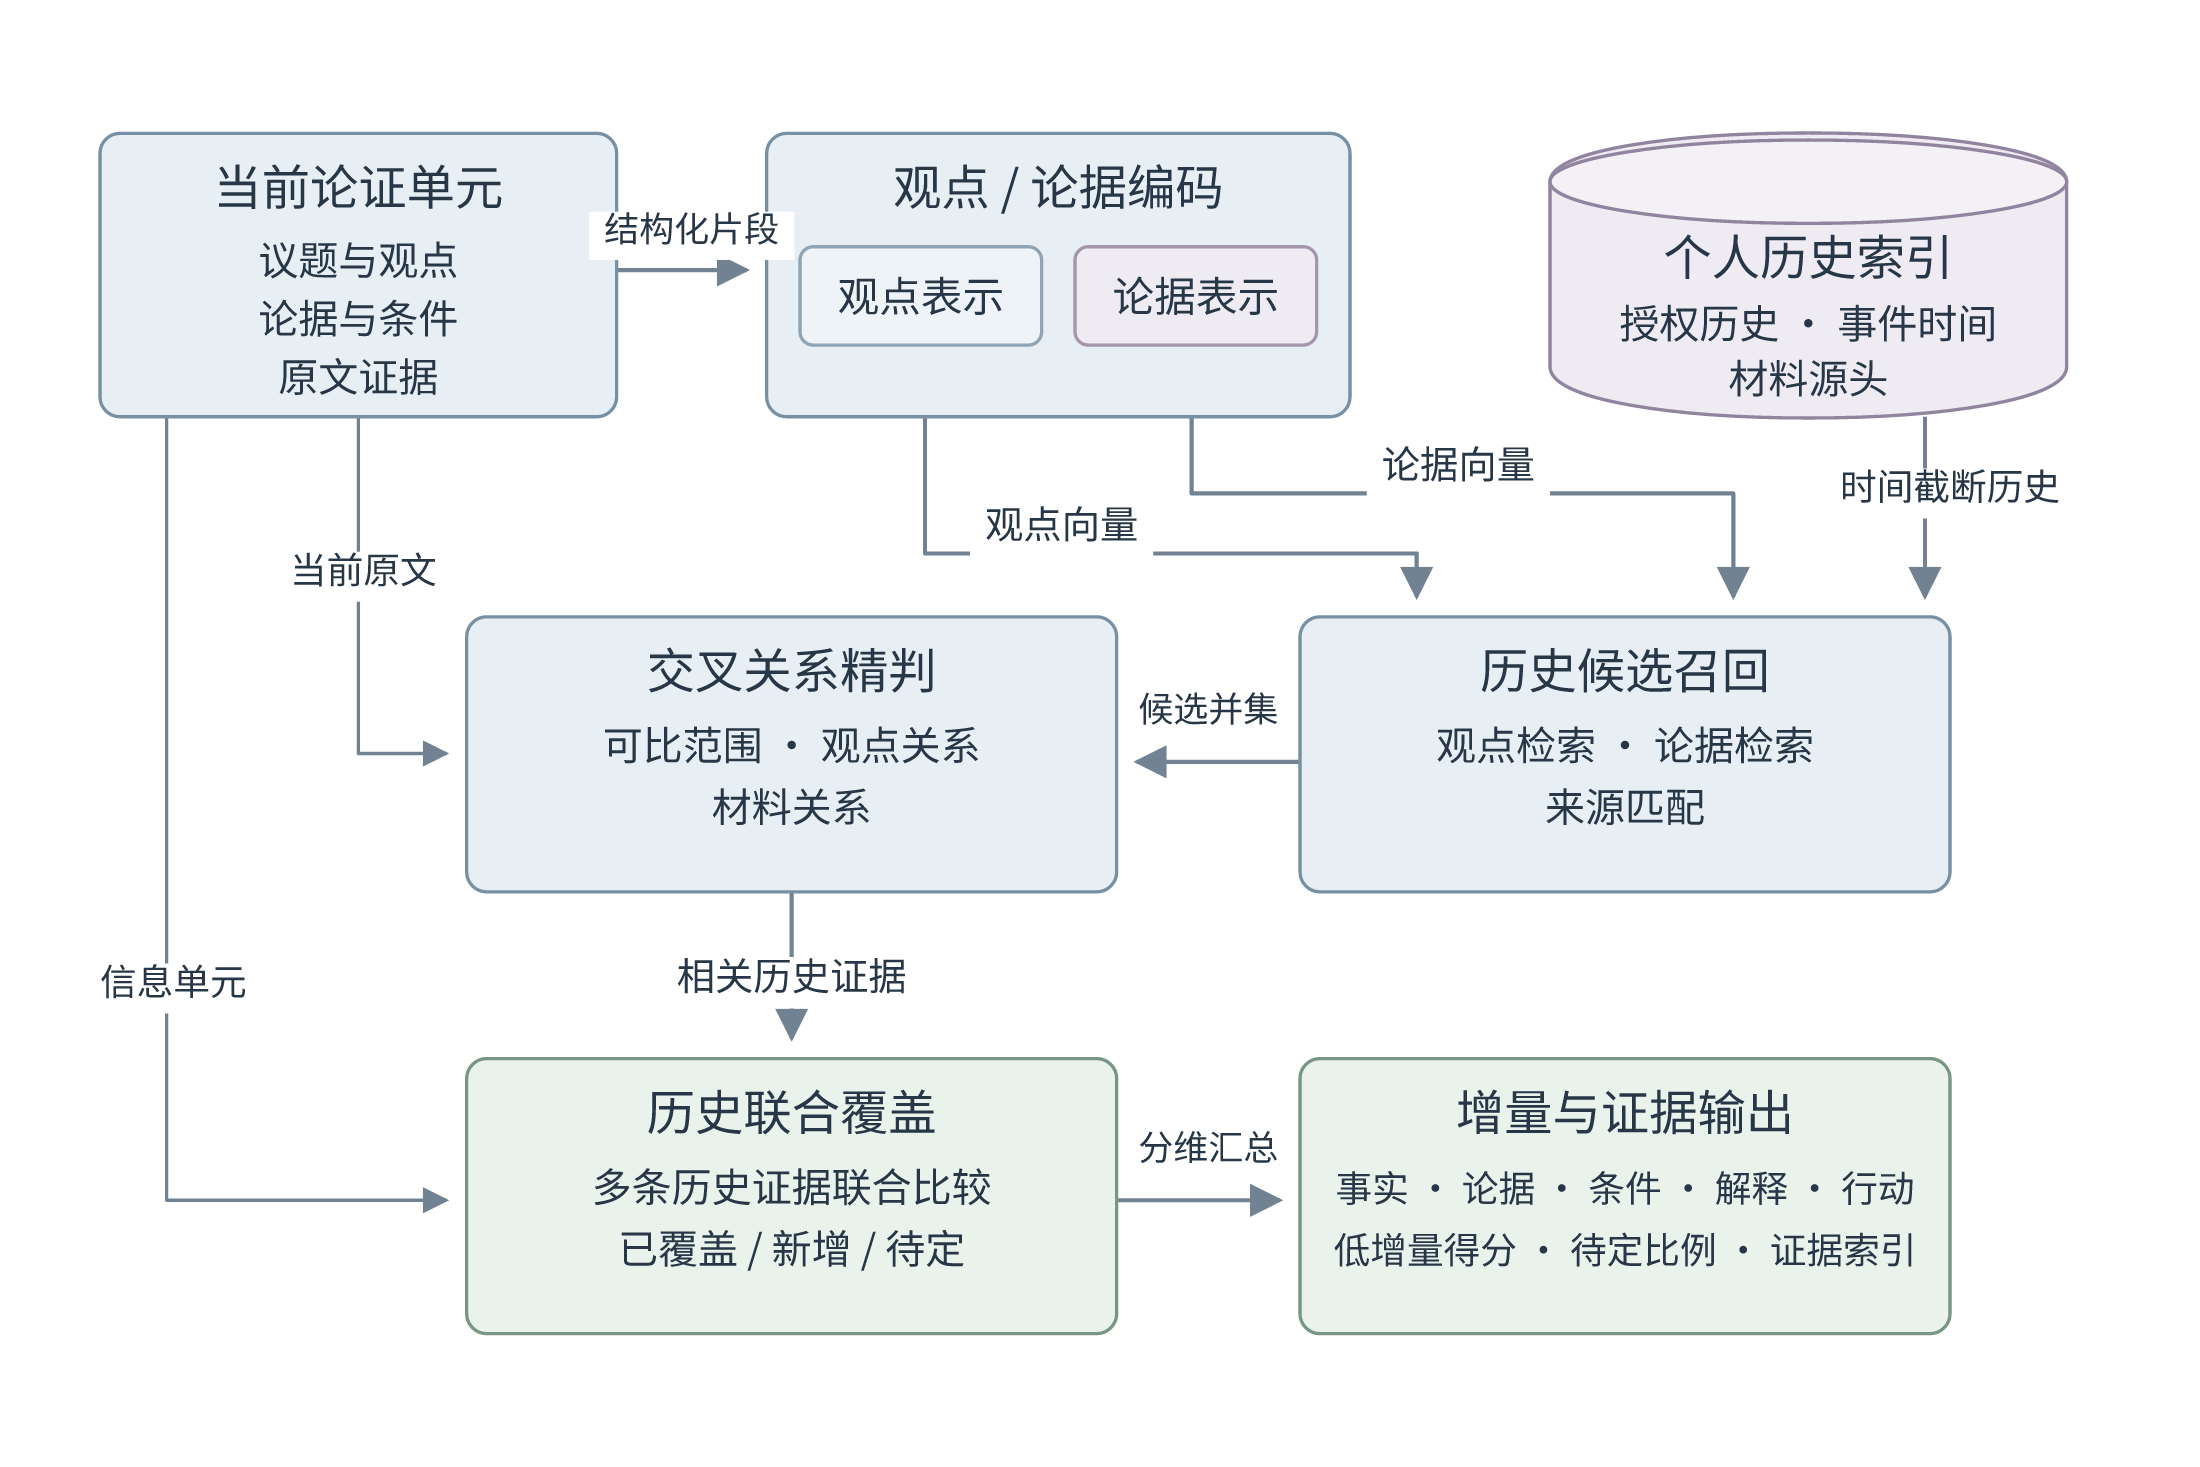 当前论证单元
议题与观点
论据与条件
原文证据
结构化片段
观点 / 论据编码
观点表示
论据表示
个人历史索引
授权历史 · 事件时间
材料源头
论据向量
时间截断历史
观点向量
当前原文
交叉关系精判
可比范围 · 观点关系
材料关系
候选并集
历史候选召回
观点检索 · 论据检索
来源匹配
信息单元
相关历史证据
历史联合覆盖
多条历史证据联合比较
已覆盖 / 新增 / 待定
分维汇总
增量与证据输出
事实 · 论据 · 条件 · 解释 · 行动
低增量得分 · 待定比例 · 证据索引